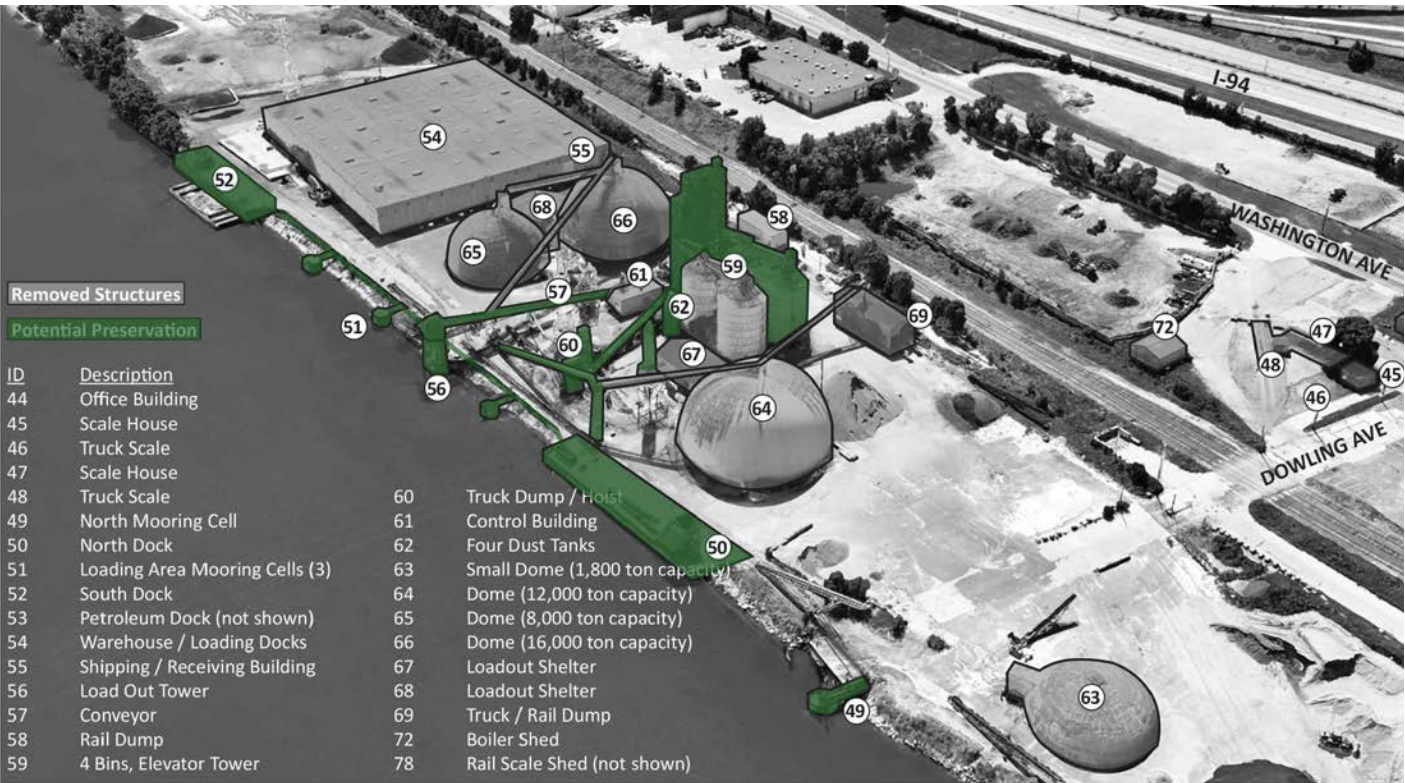 I-94
WASHINGTON AVE
DOWLING AVE
54
55
52
68
66
58
65
59
61
57
62
51
69
60
67
72
47
48
45
56
46
64
50
49
63
Removed Structures
Potential Preservation
ID Description
44 Office Building
45 Scale House
46 Truck Scale
47 Scale House
48 Truck Scale
49 North Mooring Cell
50 North Dock
51 Loading Area Mooring Cells (3)
52 South Dock
53 Petroleum Dock (not shown)
54 Warehouse / Loading Docks
55 Shipping / Receiving Building
56 Load Out Tower
57 Conveyor
58 Rail Dump
59 4 Bins, Elevator Tower
60 Truck Dump / Hoist
61 Control Building
62 Four Dust Tanks
63 Small Dome (1,800 ton capacity)
64 Dome (12,000 ton capacity)
65 Dome (8,000 ton capacity)
66 Dome (16,000 ton capacity)
67 Loadout Shelter
68 Loadout Shelter
69 Truck / Rail Dump
72 Boiler Shed
78 Rail Scale Shed (not shown)